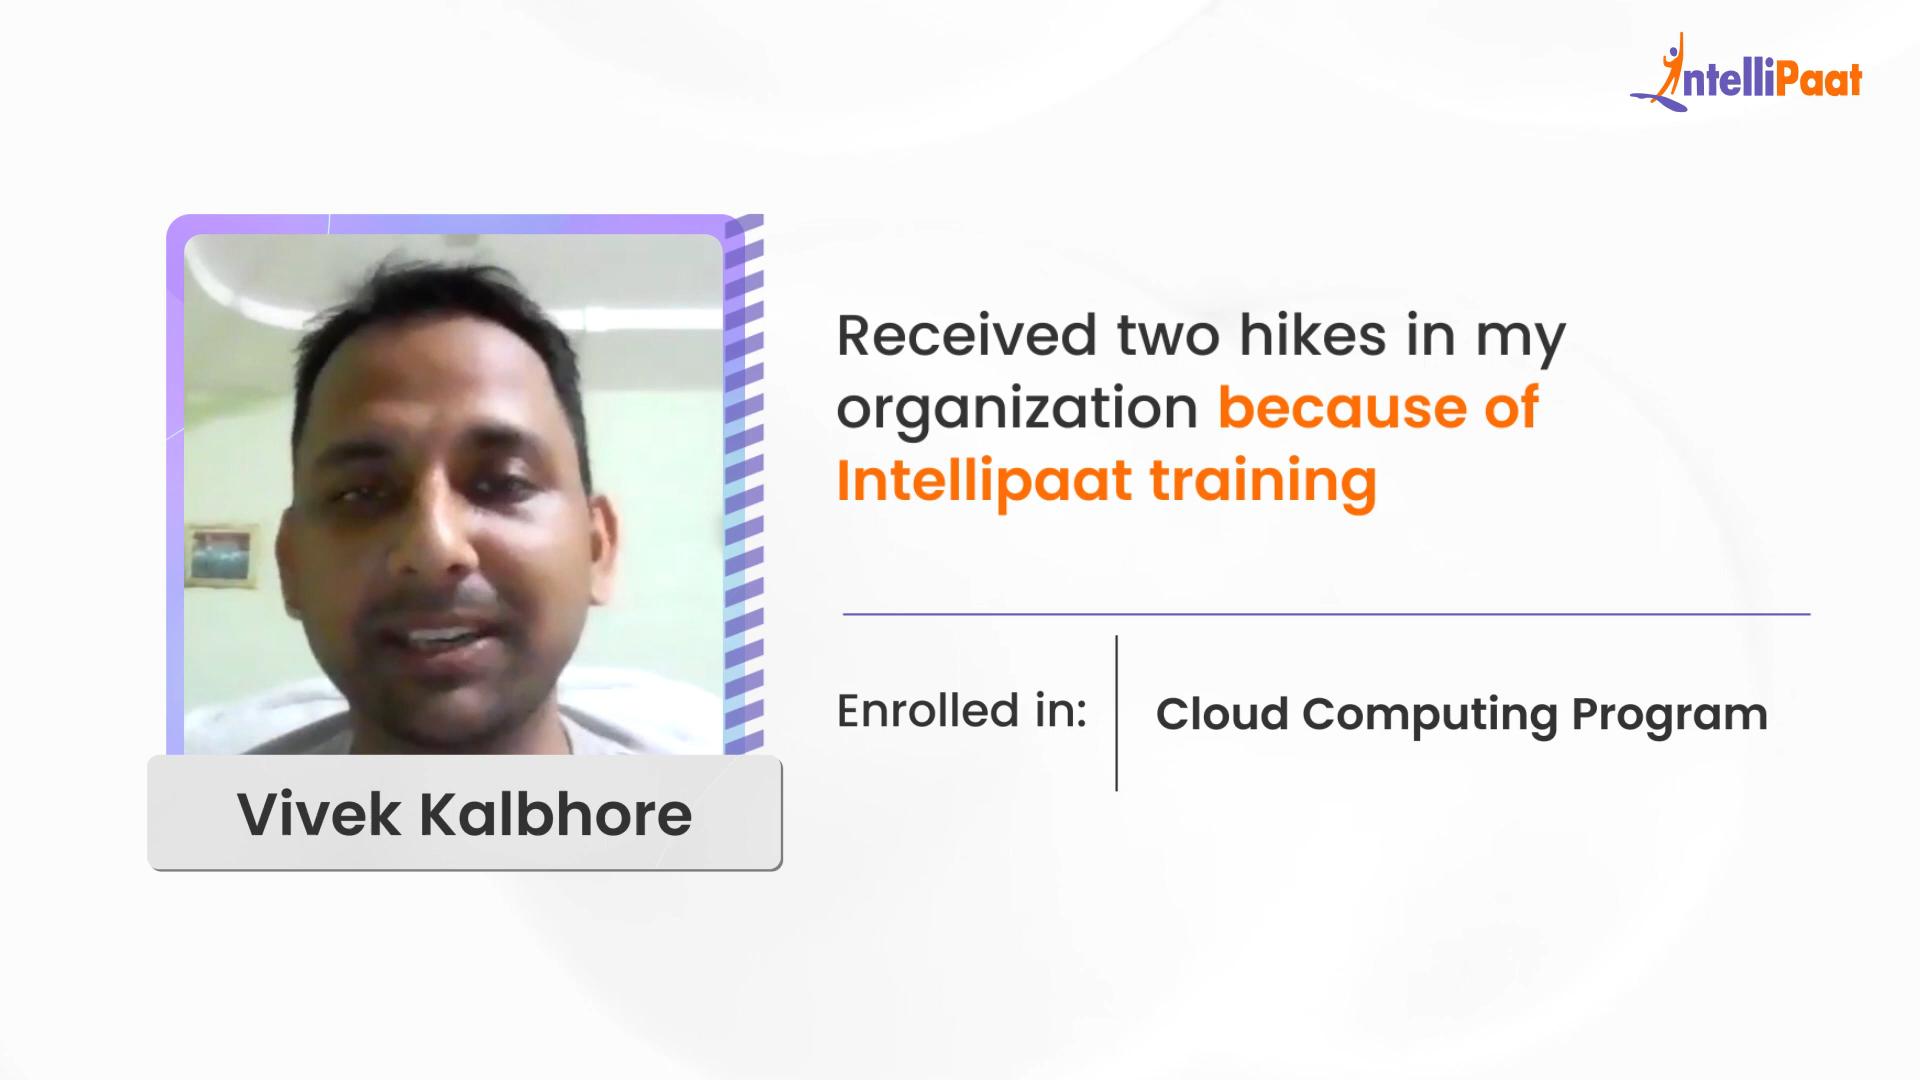 IntelliPaat
Received two hikes in my
organization because of
Intellipaat training
Enrolled in:
Cloud Computing Program
Vivek Kalbhore